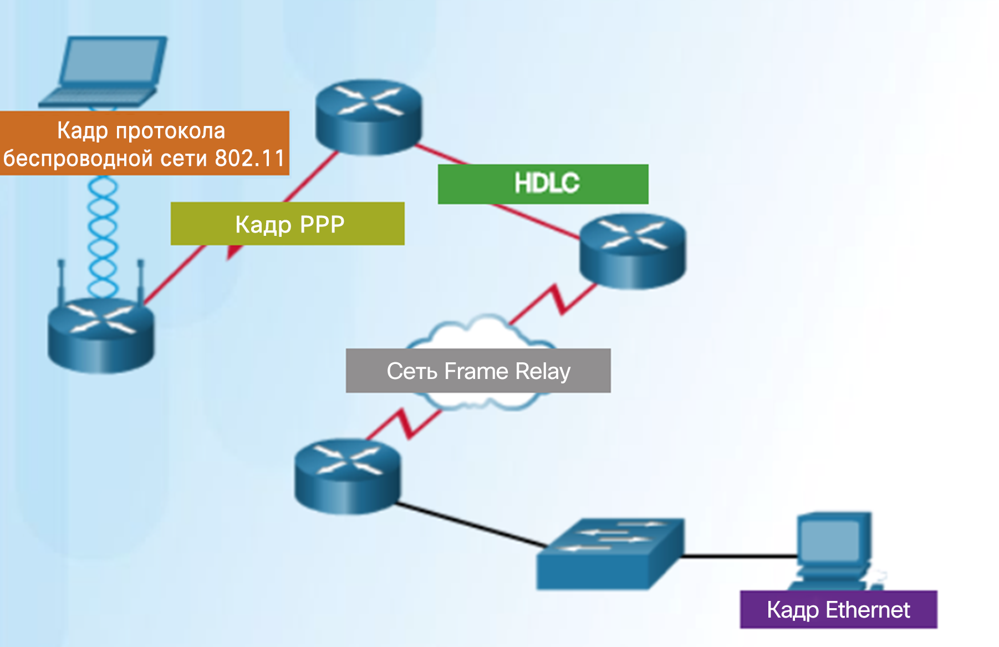 Кадр протокола
беспроводной сети 802.11
Кадр PPP
HDLC
Сеть Frame Relay
Кадр Ethernet